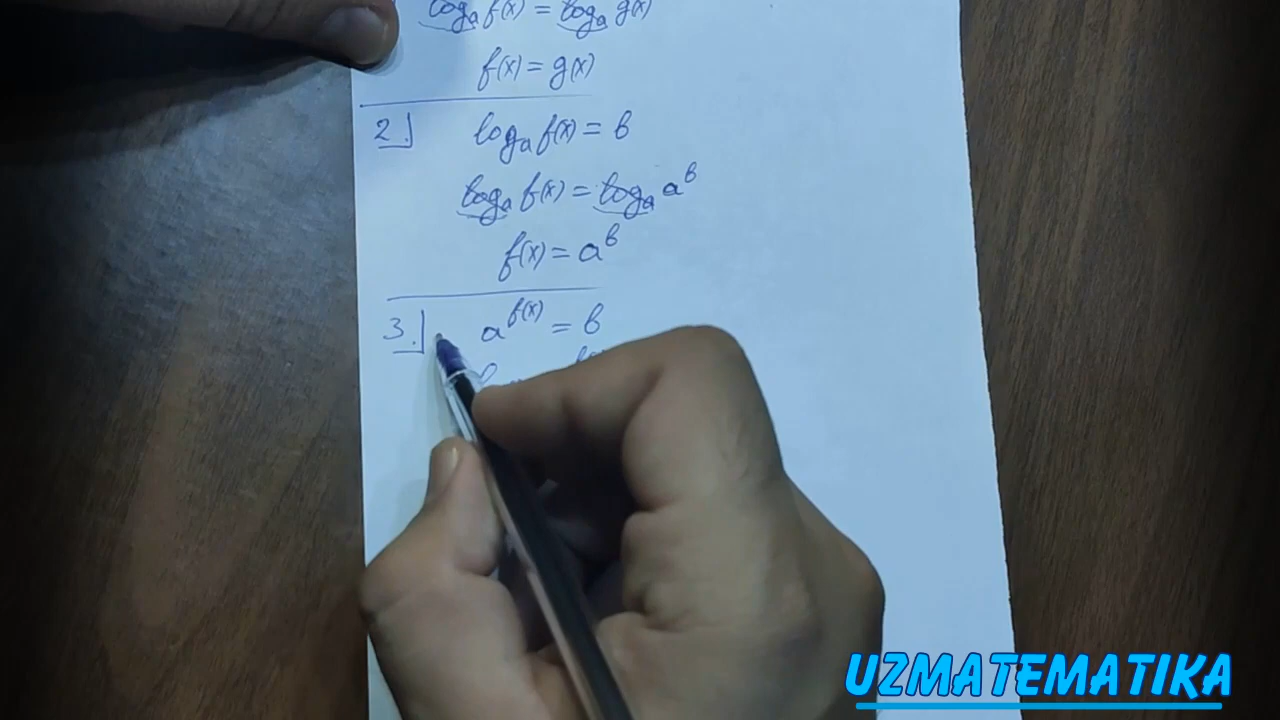 logₐ f(x) = logₐ g(x)
f(x) = g(x)
2.
logₐ f(x) = b
logₐ f(x) = logₐ aᵇ
f(x) = aᵇ
3. a^f(x) = b
UZMATEMATIKA